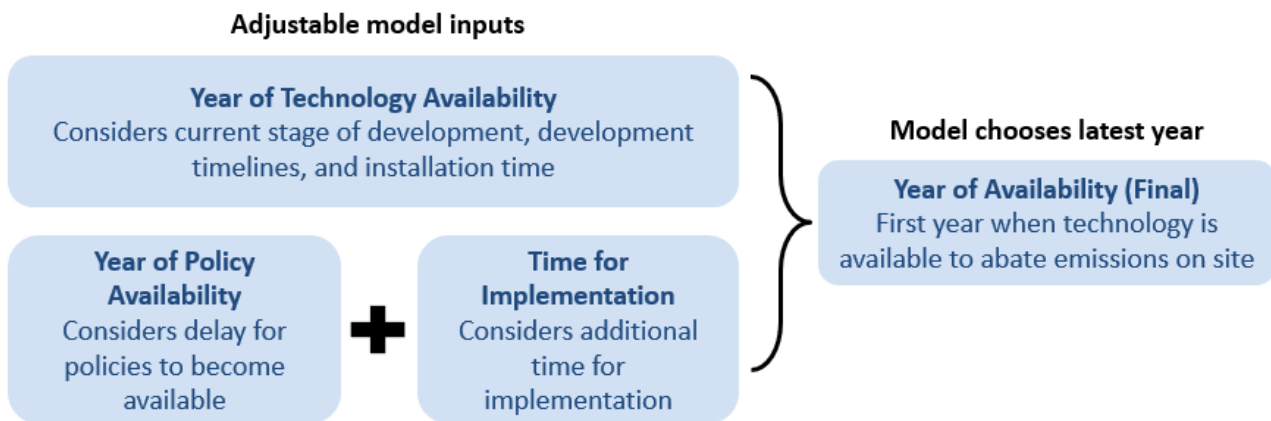 Adjustable model inputs
Year of Technology Availability
Considers current stage of development, development
timelines, and installation time
Year of Policy
Availability
Considers delay for
policies to become
available
Time for
Implementation
Considers additional
time for
implementation
Model chooses latest year
Year of Availability (Final)
First year when technology is
available to abate emissions on site